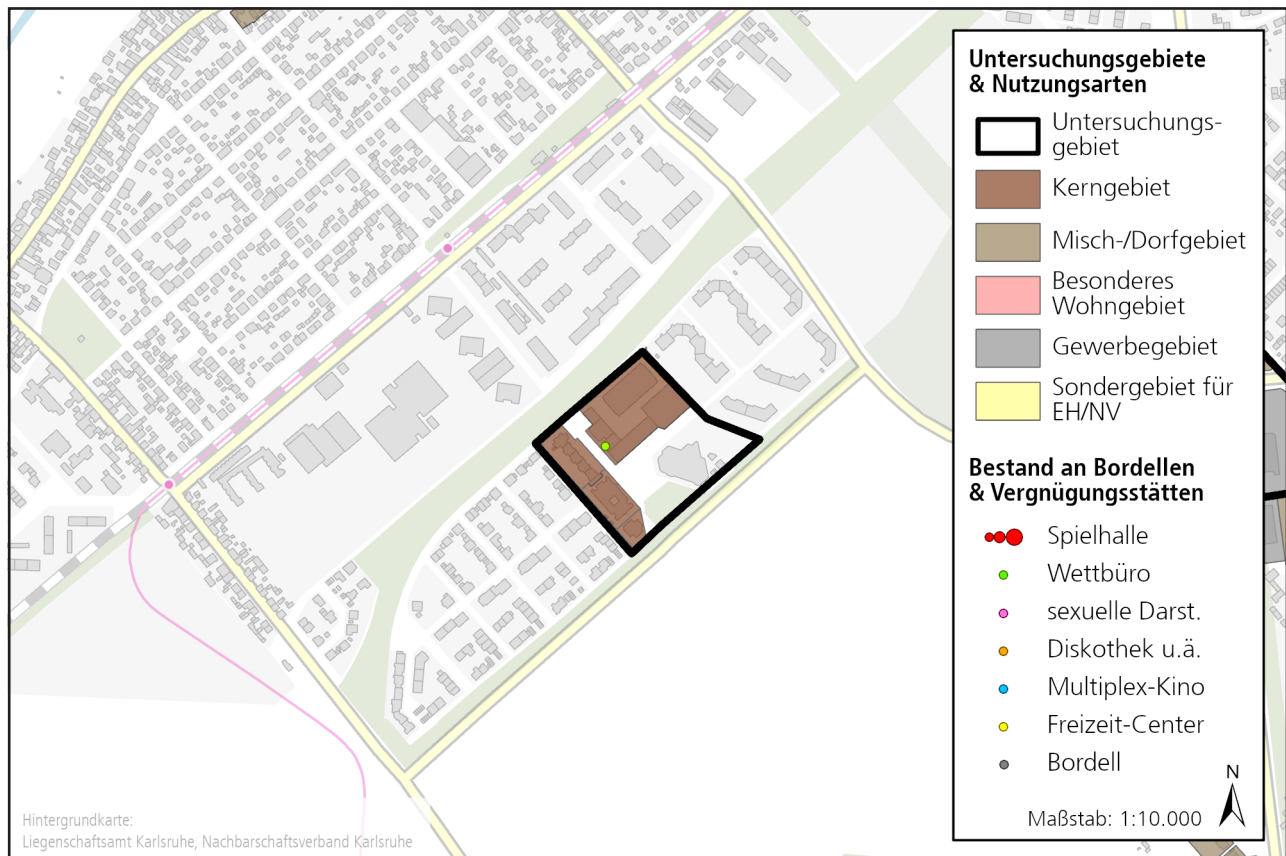 Untersuchungsgebiete
& Nutzungsarten
Untersuchungs-
gebiet
Kerngebiet
Misch-/Dorfgebiet
Besonderes
Wohngebiet
Gewerbegebiet
Sondergebiet für
EH/NV
Bestand an Bordellen
& Vergnügungsstätten
Spielhalle
Wettbüro
sexuelle Darst.
Diskothek u.ä.
Multiplex-Kino
Freizeit-Center
Bordell
N
Maßstab: 1:10.000
Hintergrundkarte:
Liegenschaftsamt Karlsruhe, Nachbarschaftsverband Karlsruhe